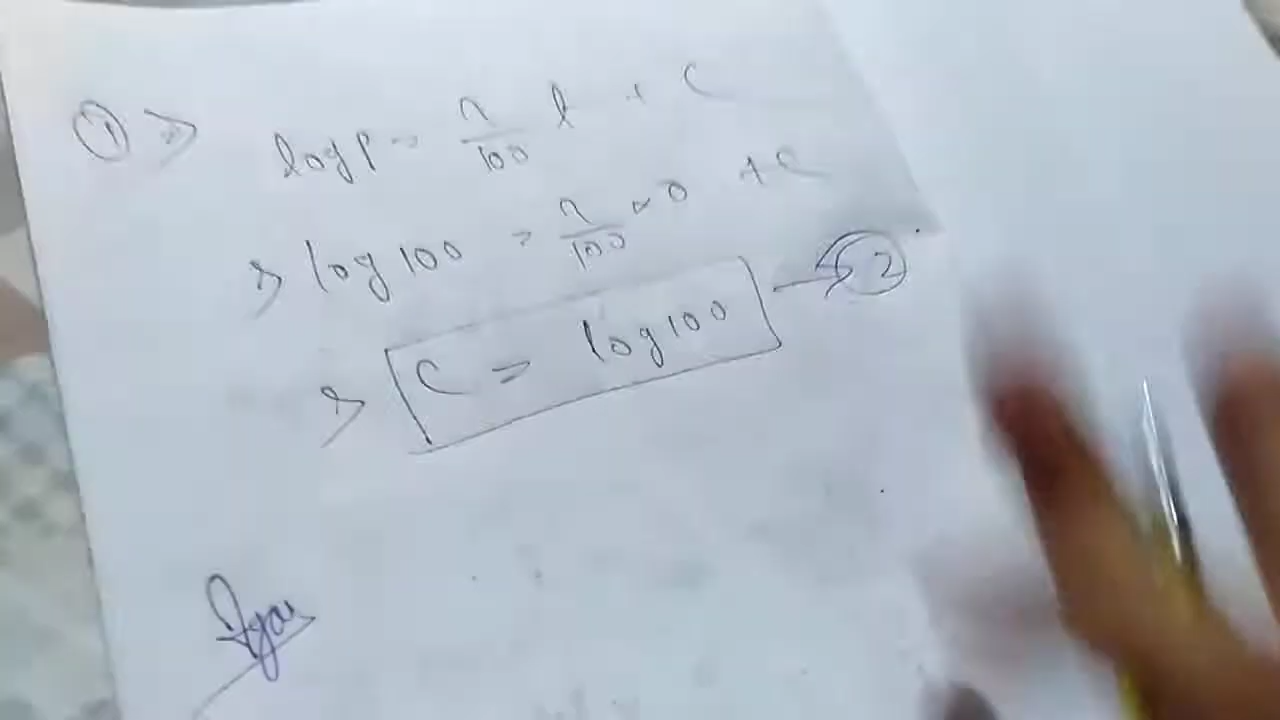 ① ⇒ log p = r/100 t + C
⇒ log 100 = r/100 × 0 + C
⇒ C = log 100 → ②